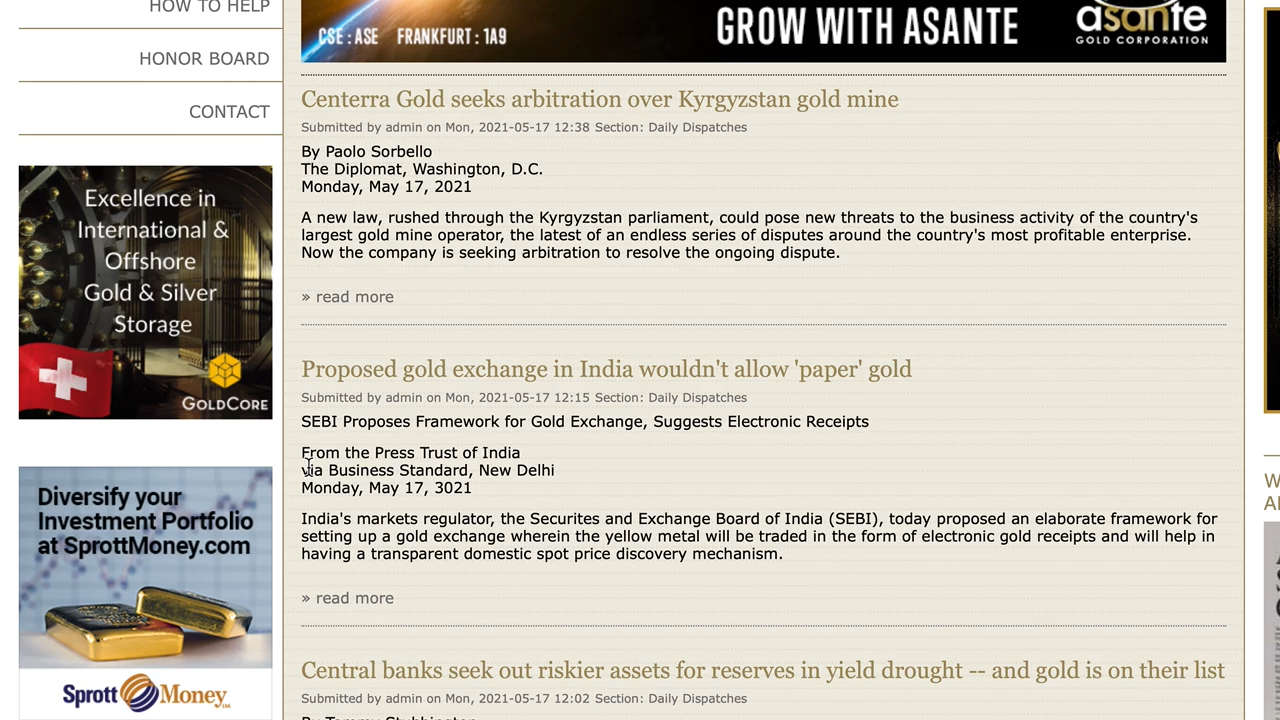 HOW TO HELP
HONOR BOARD
CONTACT
Excellence in
International &
Offshore
Gold & Silver
Storage
GOLDCORE
Diversify your
Investment Portfolio
at SprottMoney.com
Sprott Money
CSE : ASE FRANKFURT : 1A9
GROW WITH ASANTE
asante
GOLD CORPORATION
Centerra Gold seeks arbitration over Kyrgyzstan gold mine
Submitted by admin on Mon, 2021-05-17 12:38 Section: Daily Dispatches
By Paolo Sorbello
The Diplomat, Washington, D.C.
Monday, May 17, 2021
A new law, rushed through the Kyrgyzstan parliament, could pose new threats to the business activity of the country's
largest gold mine operator, the latest of an endless series of disputes around the country's most profitable enterprise.
Now the company is seeking arbitration to resolve the ongoing dispute.
» read more
Proposed gold exchange in India wouldn't allow 'paper' gold
Submitted by admin on Mon, 2021-05-17 12:15 Section: Daily Dispatches
SEBI Proposes Framework for Gold Exchange, Suggests Electronic Receipts
From the Press Trust of India
via Business Standard, New Delhi
Monday, May 17, 3021
India's markets regulator, the Securites and Exchange Board of India (SEBI), today proposed an elaborate framework for
setting up a gold exchange wherein the yellow metal will be traded in the form of electronic gold receipts and will help in
having a transparent domestic spot price discovery mechanism.
» read more
Central banks seek out riskier assets for reserves in yield drought -- and gold is on their list
Submitted by admin on Mon, 2021-05-17 12:02 Section: Daily Dispatches